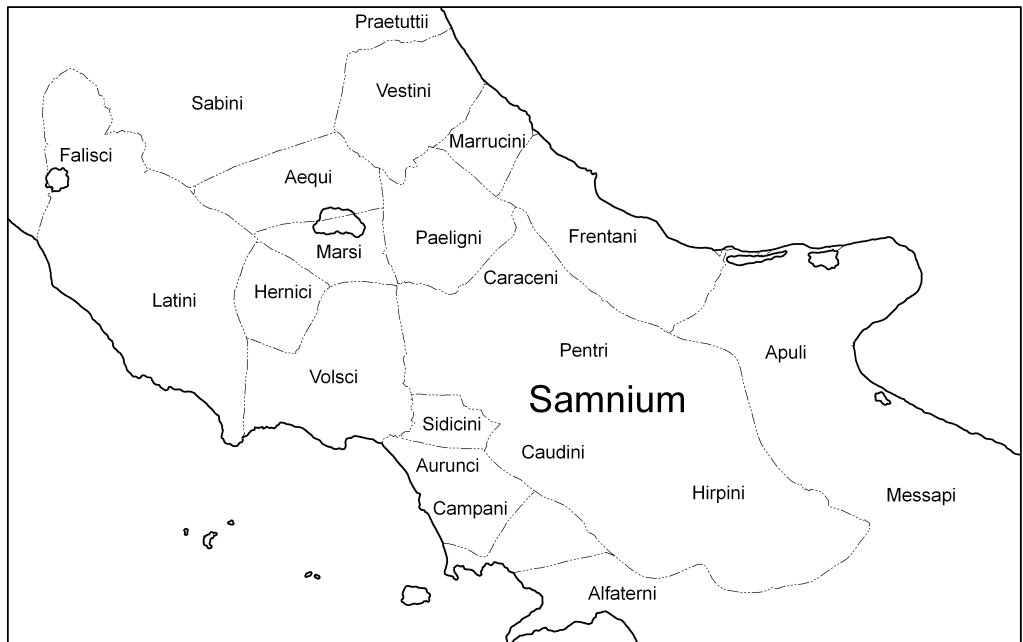 Praetuttii
Vestini
Sabini
Marrucini
Falisci
Aequi
Paeligni
Frentani
Marsi
Caraceni
Hernici
Latini
Pentri
Apuli
Volsci
Samnium
Sidicini
Caudini
Aurunci
Hirpini
Messapi
Campani
Alfaterni